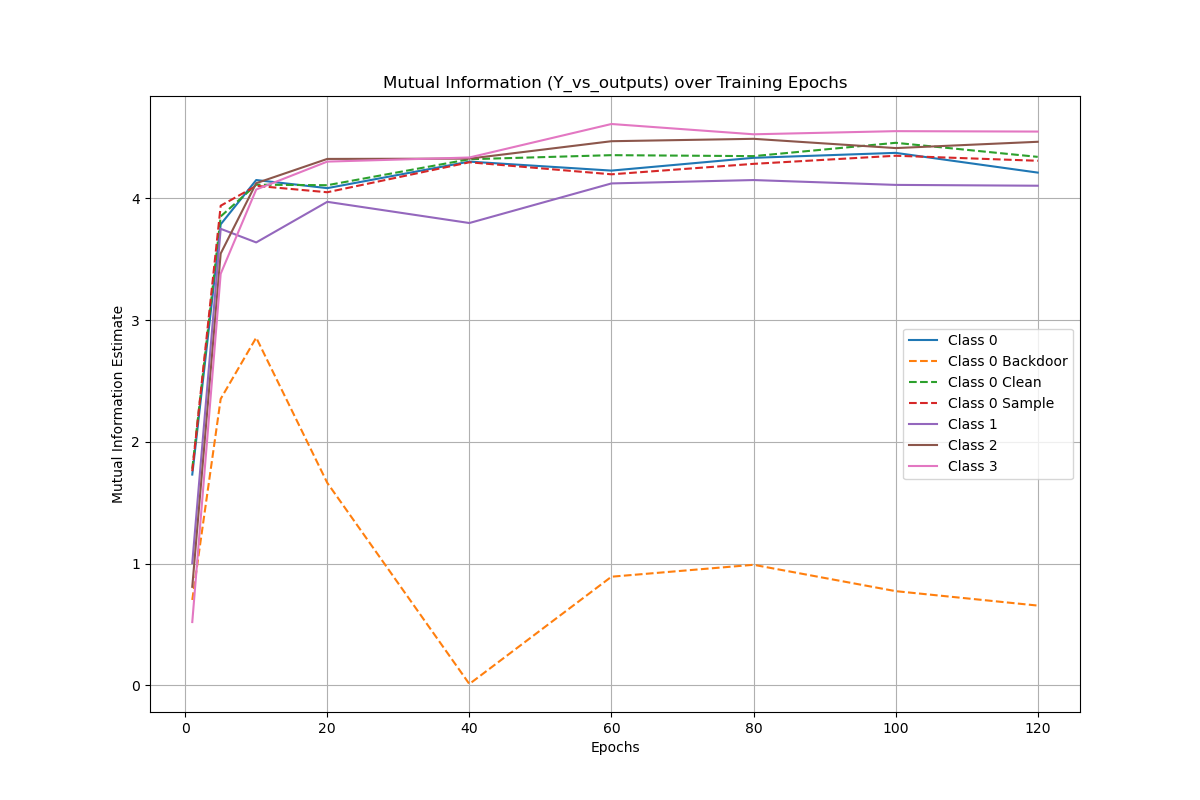 Mutual Information (Y_vs_outputs) over Training Epochs
Mutual Information Estimate
4
3
2
1
0
Class 0
Class 0 Backdoor
Class 0 Clean
Class 0 Sample
Class 1
Class 2
Class 3
0 20 40 60 80 100 120
Epochs